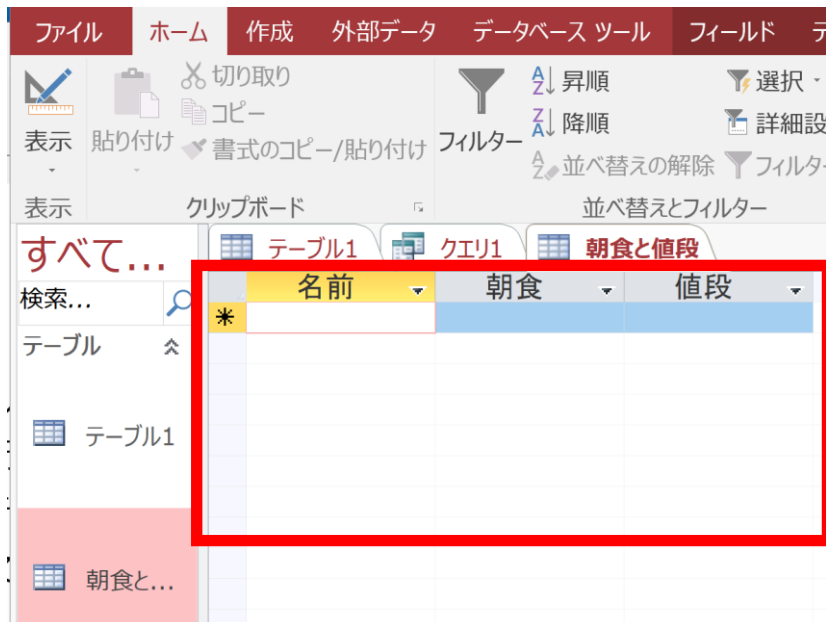 ファイル ホーム 作成 外部データ データベース ツール フィールド テ
切り取り 昇順 選択
コピー 降順 詳細設
表示 貼り付け 書式のコピー/貼り付け フィルター 並べ替えの解除 フィルター
表示 クリップボード 並べ替えとフィルター
すべて... テーブル1 クエリ1 朝食と値段
検索... 名前 朝食 値段
テーブル
テーブル1
朝食と...